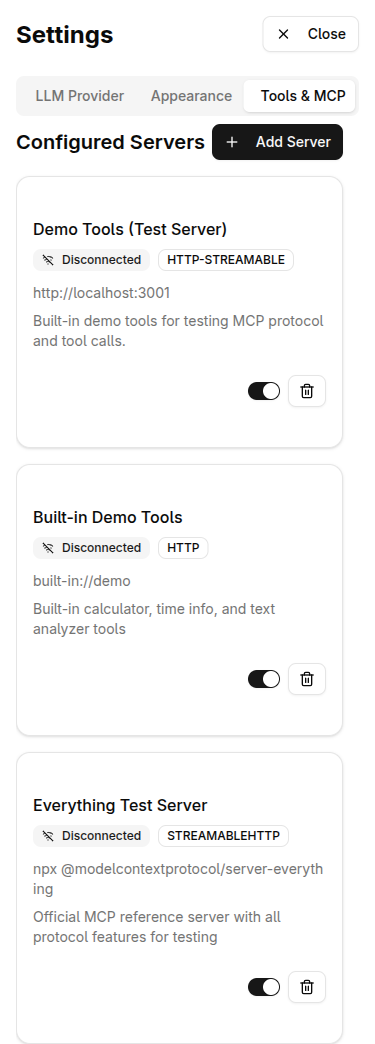 Settings
Close
LLM Provider
Appearance
Tools & MCP
Configured Servers
Add Server
Demo Tools (Test Server)
Disconnected
HTTP-STREAMABLE
http://localhost:3001
Built-in demo tools for testing MCP protocol
and tool calls.
Built-in Demo Tools
Disconnected
HTTP
built-in://demo
Built-in calculator, time info, and text
analyzer tools
Everything Test Server
Disconnected
STREAMABLEHTTP
npx @modelcontextprotocol/server-everyth
ing
Official MCP reference server with all
protocol features for testing